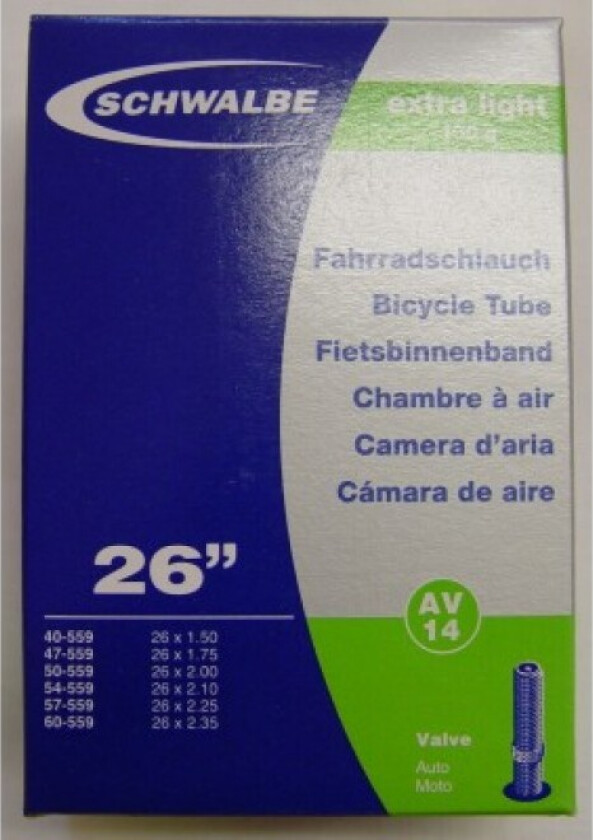 SCHWALBE
extra light
Fahrradschlauch
Bicycle Tube
Fietsbinnenband
Chambre à air
Camera d'aria
Cámara de aire
26”
40-559 26 x 1.50
47-559 26 x 1.75
50-559 26 x 2.00
54-559 26 x 2.10
57-559 26 x 2.25
60-559 26 x 2.35
AV
14
Valve
Auto
Moto